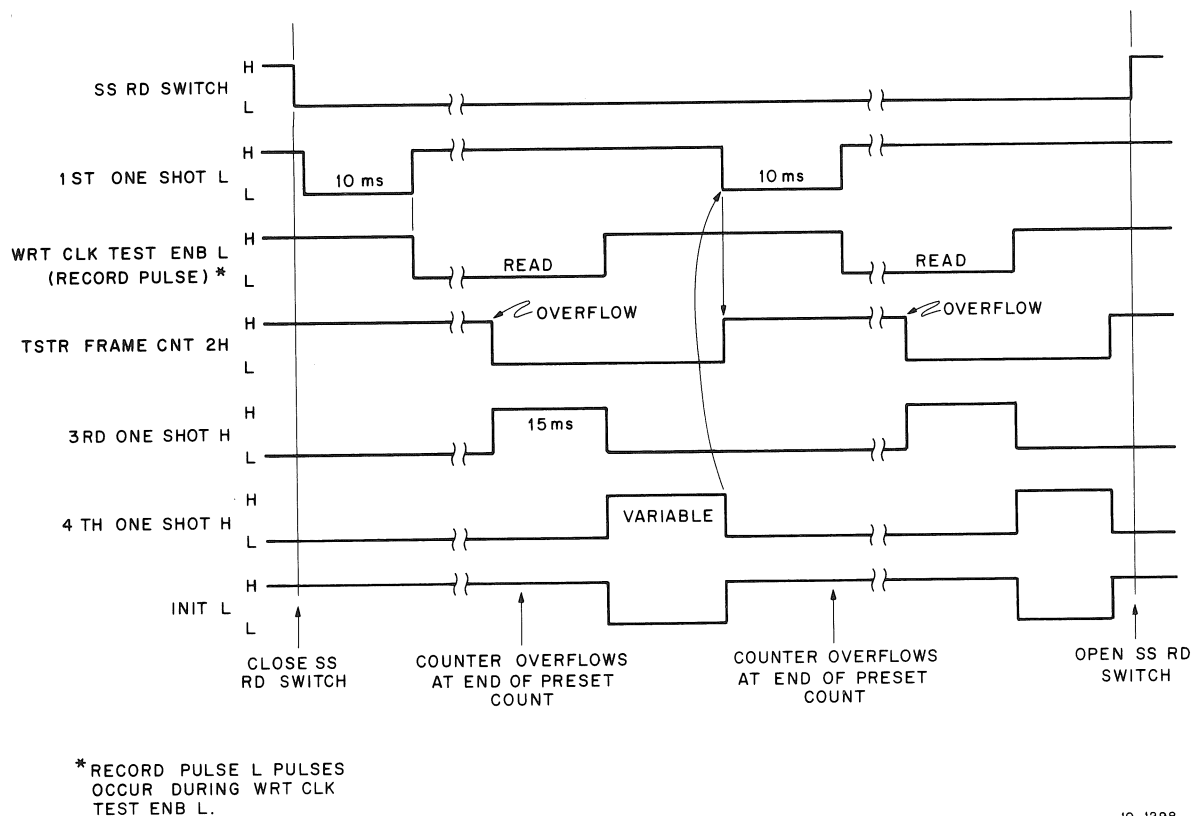 H
SS RD SWITCH
L
H
1ST ONE SHOT L
L
10 ms
10 ms
H
WRT CLK TEST ENB L
(RECORD PULSE) *
L
READ
READ
H
TSTR FRAME CNT 2H
L
OVERFLOW
OVERFLOW
H
3RD ONE SHOT H
L
15 ms
H
4 TH ONE SHOT H
L
VARIABLE
H
INIT L
L
CLOSE SS
RD SWITCH
COUNTER OVERFLOWS
AT END OF PRESET
COUNT
COUNTER OVERFLOWS
AT END OF PRESET
COUNT
OPEN SS RD
SWITCH
* RECORD PULSE L PULSES
OCCUR DURING WRT CLK
TEST ENB L.